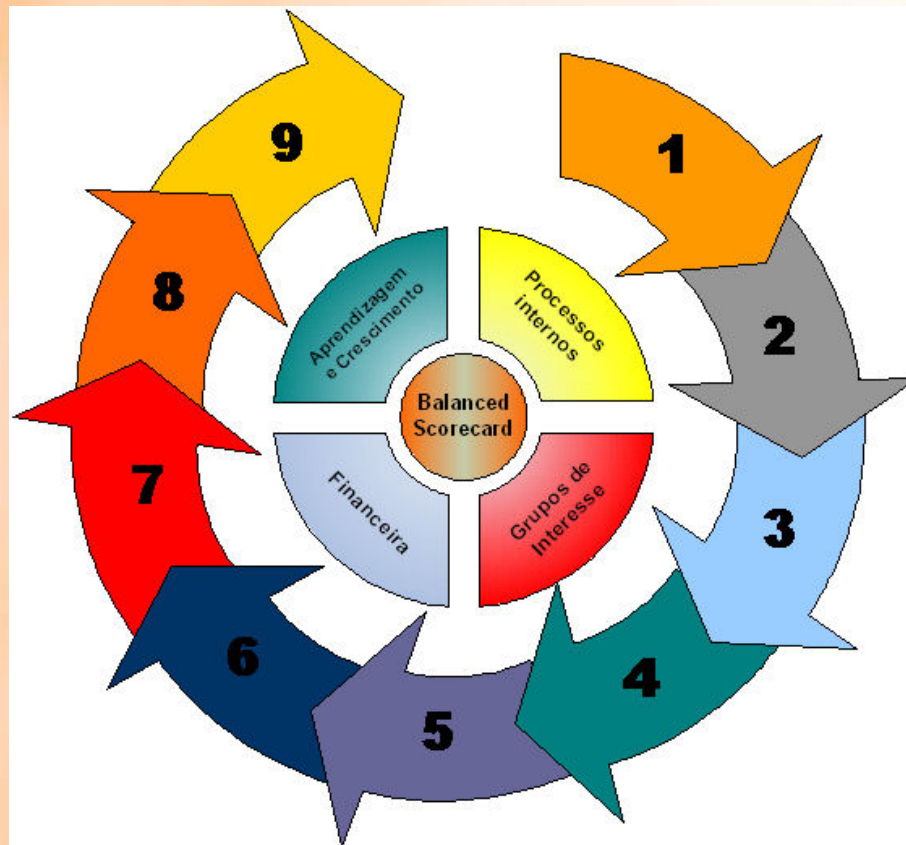 1
2
3
4
5
6
7
8
9
Aprendizagem
e Crescimento
Processos
internos
Balanced
Scorecard
Financeira
Grupos de
Interesse